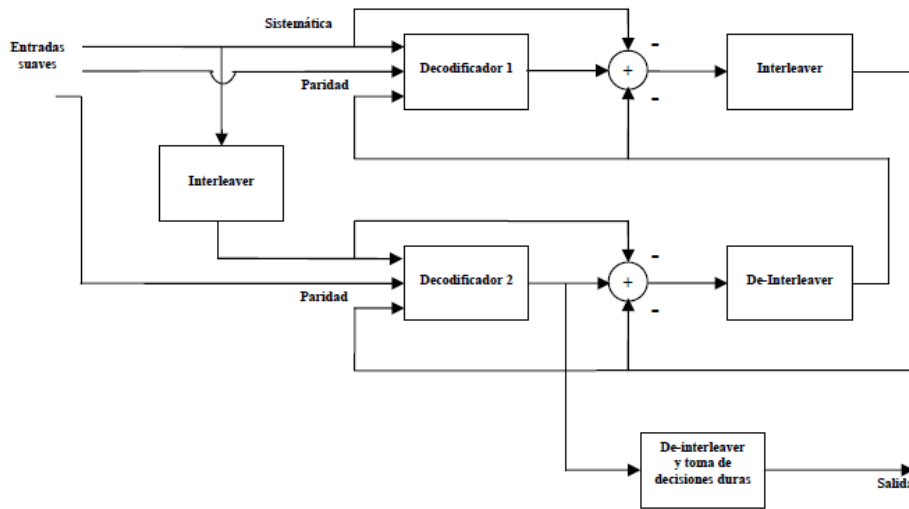 Sistemática
Entradas
suaves
Decodificador 1
-
+
-
Interleaver
Paridad
Interleaver
Decodificador 2
-
+
-
De-Interleaver
Paridad
De-interleaver
y toma de
decisiones duras
Salida